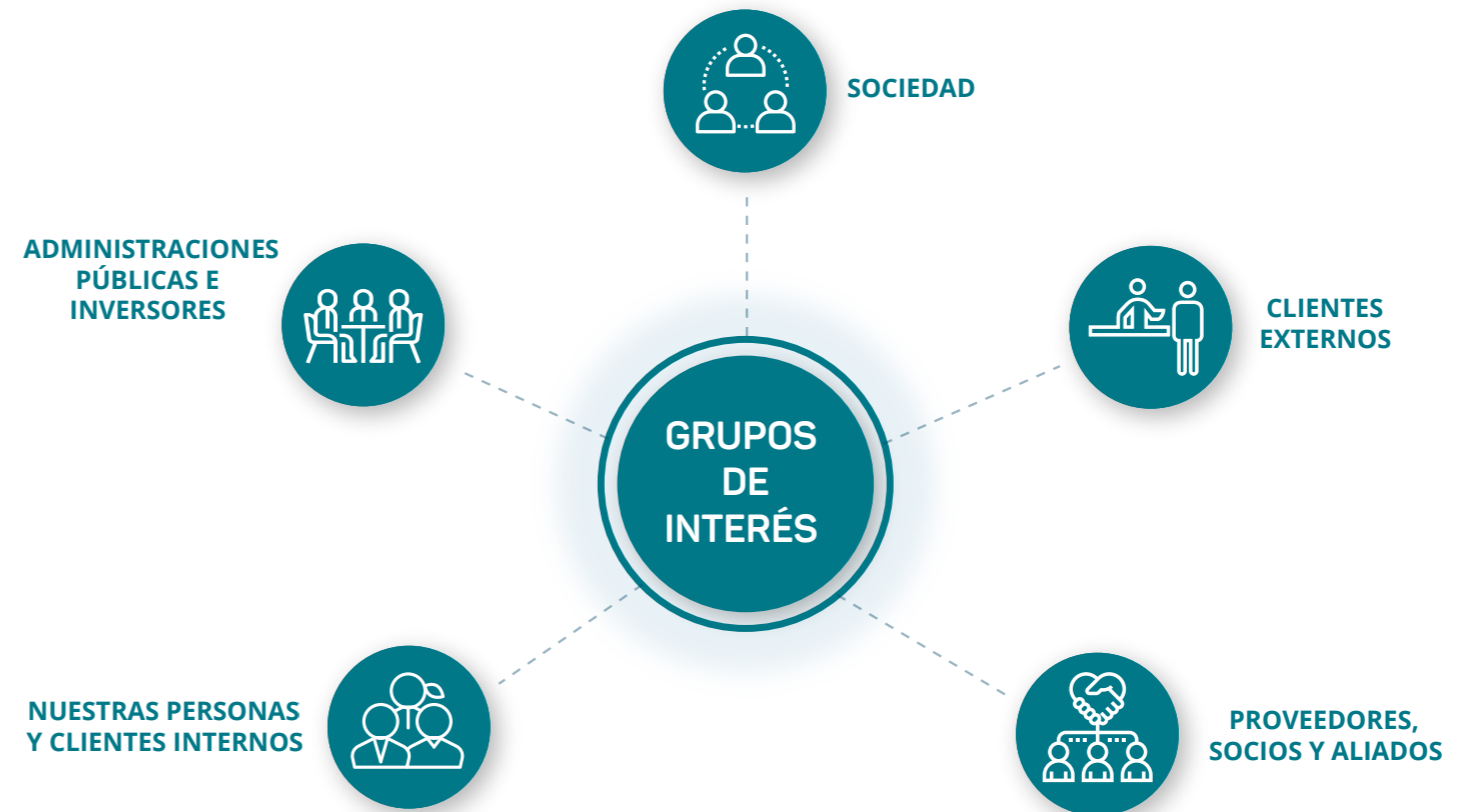 SOCIEDAD
ADMINISTRACIONES
PÚBLICAS E
INVERSORES
CLIENTES
EXTERNOS
GRUPOS
DE
INTERÉS
NUESTRAS PERSONAS
Y CLIENTES INTERNOS
PROVEEDORES,
SOCIOS Y ALIADOS